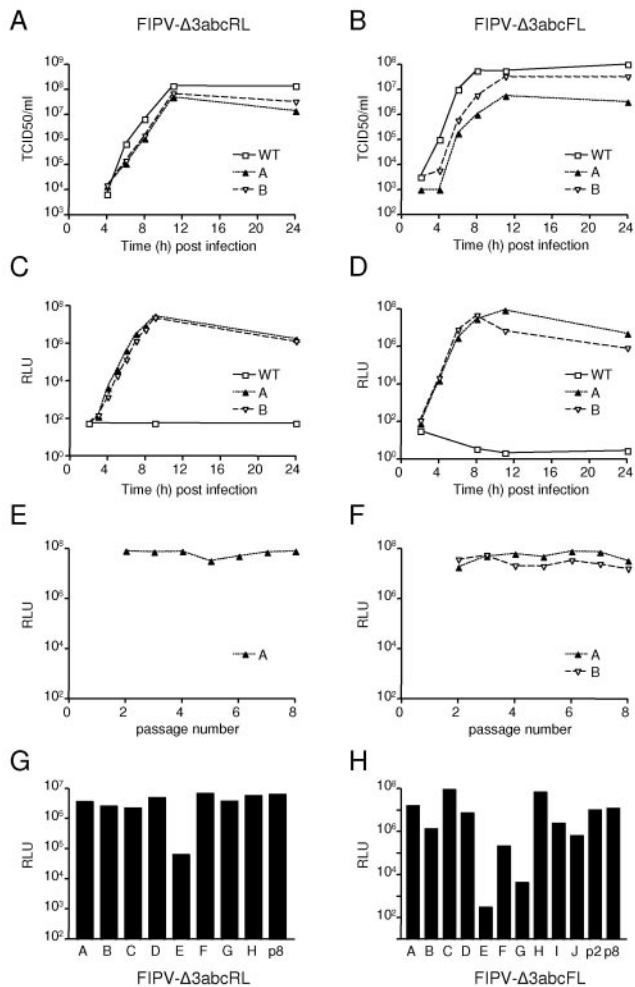 A
FIPV-Δ3abcRL
TCID50/ml
10⁸
10⁷
10⁶
10⁵
10⁴
10³
WT
A
B
0 4 8 12 16 20 24
Time (h) post infection
B
FIPV-Δ3abcFL
TCID50/ml
10⁸
10⁷
10⁶
10⁵
10⁴
10³
WT
A
B
0 4 8 12 16 20 24
Time (h) post infection
C
RLU
10⁸
10⁶
10⁴
10²
10⁰
WT
A
B
0 4 8 12 16 20 24
Time (h) post infection
D
RLU
10⁸
10⁶
10⁴
10²
10⁰
WT
A
B
0 4 8 12 16 20 24
Time (h) post infection
E
RLU
10⁸
10⁶
10⁴
10²
A
0 2 4 6 8
passage number
F
RLU
10⁸
10⁶
10⁴
10²
A
B
0 2 4 6 8
passage number
G
RLU
10⁷
10⁶
10⁵
10⁴
10³
10²
A B C D E F G H p8
FIPV-Δ3abcRL
H
RLU
10⁸
10⁶
10⁴
10²
A B C D E F G H I J p2 p8
FIPV-Δ3abcFL